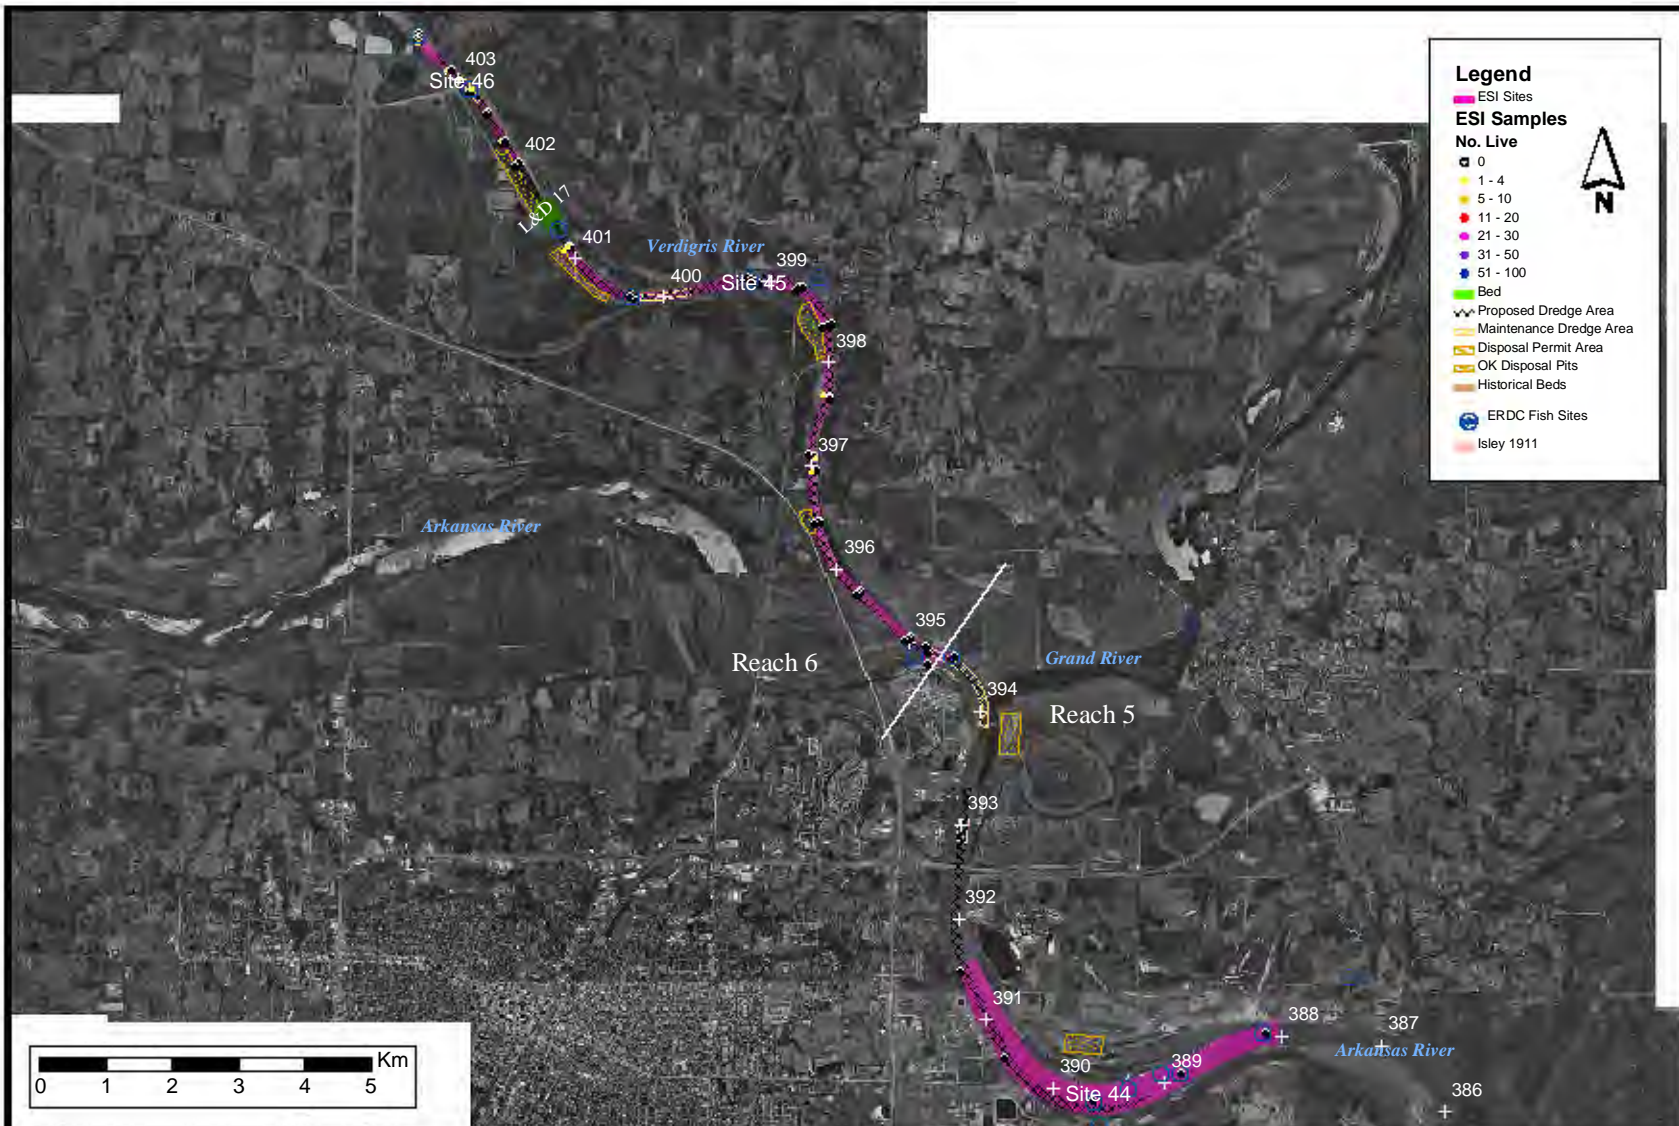 403
Site 46
402
L&D 17
401
Verdigris River
400
399
Site 45
398
397
Arkansas River
396
395
Reach 6
Grand River
394
Reach 5
393
392
391
390
389
388
387
386
Site 44
Arkansas River
Legend
ESI Sites
ESI Samples
No. Live
0
1 - 4
5 - 10
11 - 20
21 - 30
31 - 50
51 - 100
Bed
Proposed Dredge Area
Maintenance Dredge Area
Disposal Permit Area
OK Disposal Pits
Historical Beds
ERDC Fish Sites
Isley 1911
N
Km
0 1 2 3 4 5